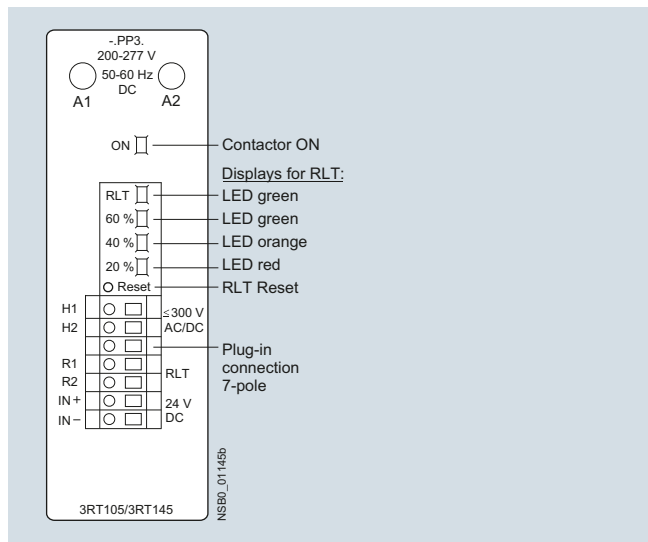 -.PP3.
200-277 V
50-60 Hz
DC
A1
A2
ON
Contactor ON
Displays for RLT:
RLT
LED green
60 %
LED green
40 %
LED orange
20 %
LED red
Reset
RLT Reset
H1
≤300 V
H2
AC/DC
Plug-in
connection
7-pole
R1
RLT
R2
IN+
24 V
IN–
DC
NSB0_01145b
3RT105/3RT145